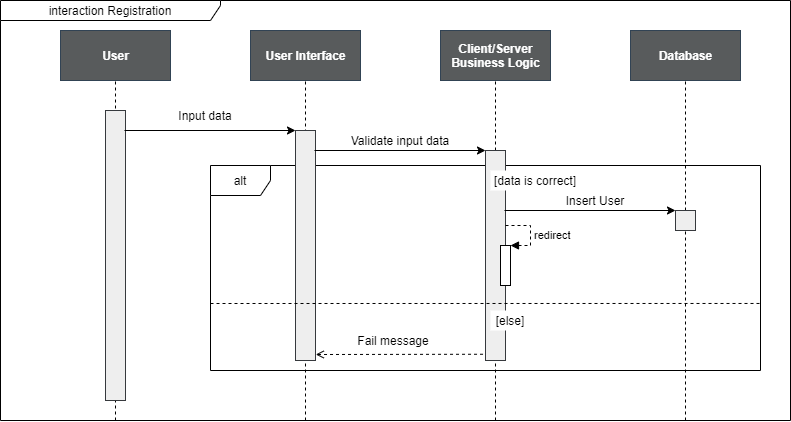 interaction Registration
User
User Interface
Client/Server
Business Logic
Database
Input data
Validate input data
alt
[data is correct]
Insert User
redirect
[else]
Fail message